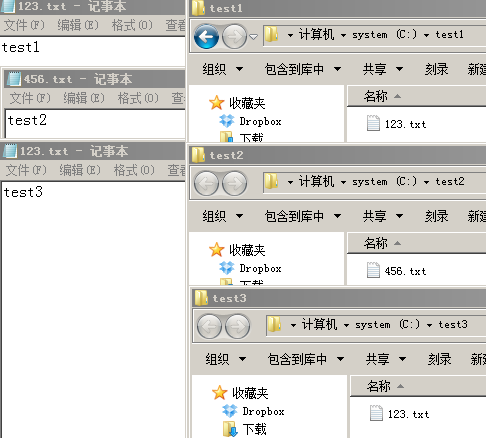 123.txt - 记事本
文件(F) 编辑(E) 格式(O) 查看
test1
456.txt - 记事本
文件(F) 编辑(E) 格式(O) 查看
test2
123.txt - 记事本
文件(F) 编辑(E) 格式(O) 查看
test3
test1
计算机 system (C:) test1
组织 包含到库中 共享 刻录 新建
收藏夹
Dropbox
下载
名称
123.txt
test2
计算机 system (C:) test2
组织 包含到库中 共享 刻录 新建
收藏夹
Dropbox
下载
名称
456.txt
test3
计算机 system (C:) test3
组织 包含到库中 共享 刻录 新建
收藏夹
Dropbox
下载
名称
123.txt